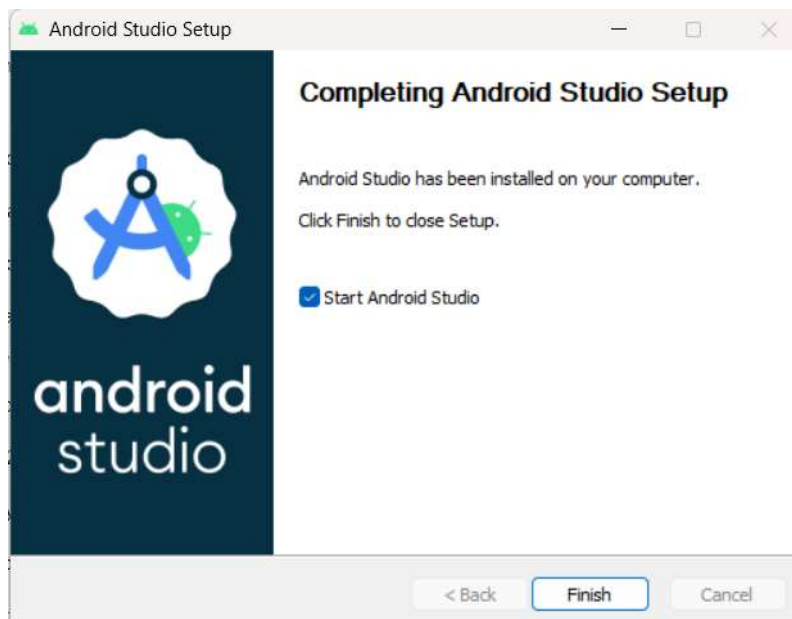 Android Studio Setup
Completing Android Studio Setup
Android Studio has been installed on your computer.
Click Finish to close Setup.
Start Android Studio
android
studio
< Back
Finish
Cancel